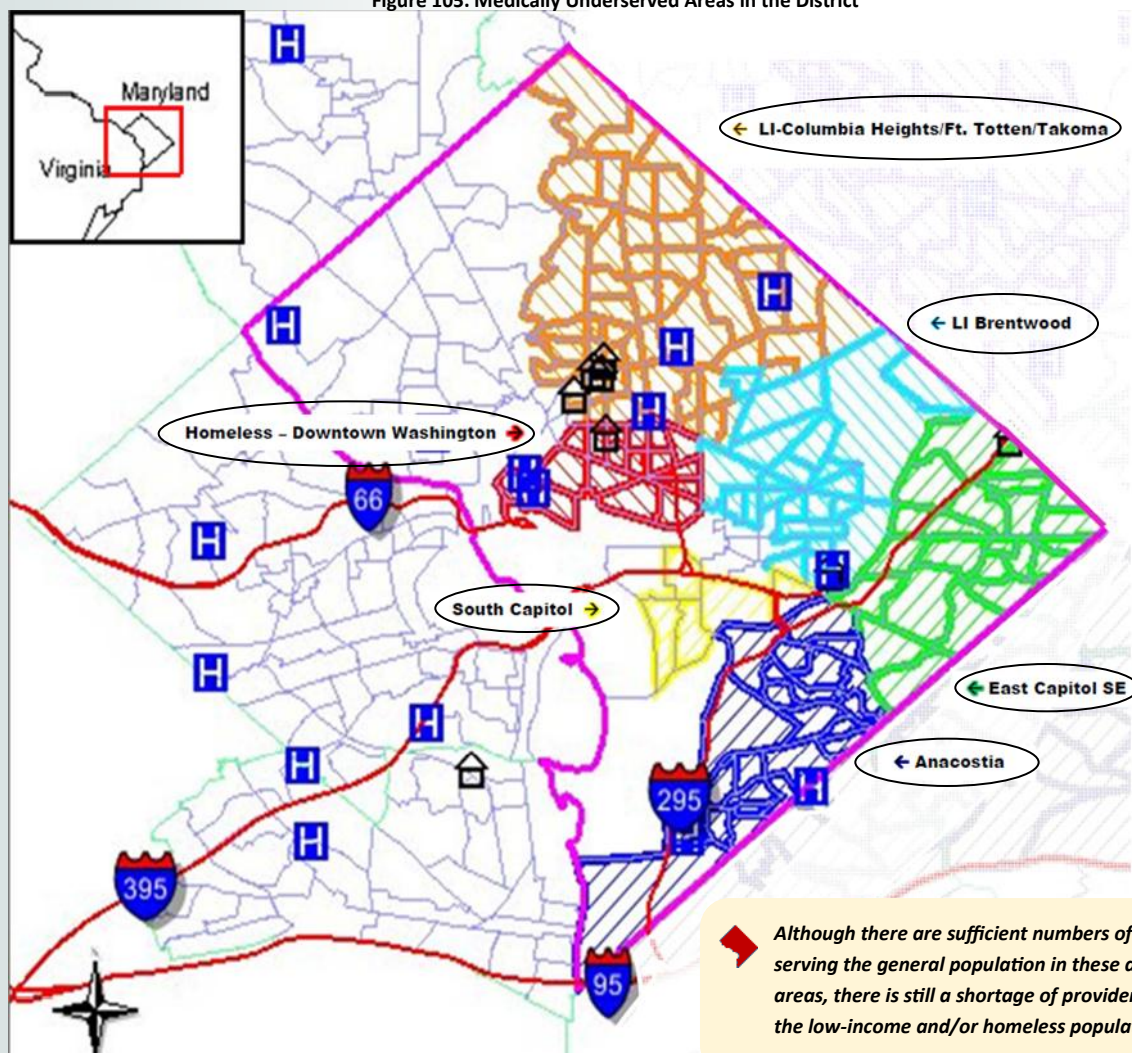 Figure 105. Medically Underserved Areas in the District
Maryland
Virginia
H
← LI-Columbia Heights/Ft. Totten/Takoma
H
H
← LI Brentwood
H
H
Homeless – Downtown Washington →
H
H
66
H
H
South Capitol →
H
← East Capitol SE
H
← Anacostia
H
H
295
H
H
395
95
Although there are sufficient numbers of
serving the general population in these
areas, there is still a shortage of
the low-income and/or homeless